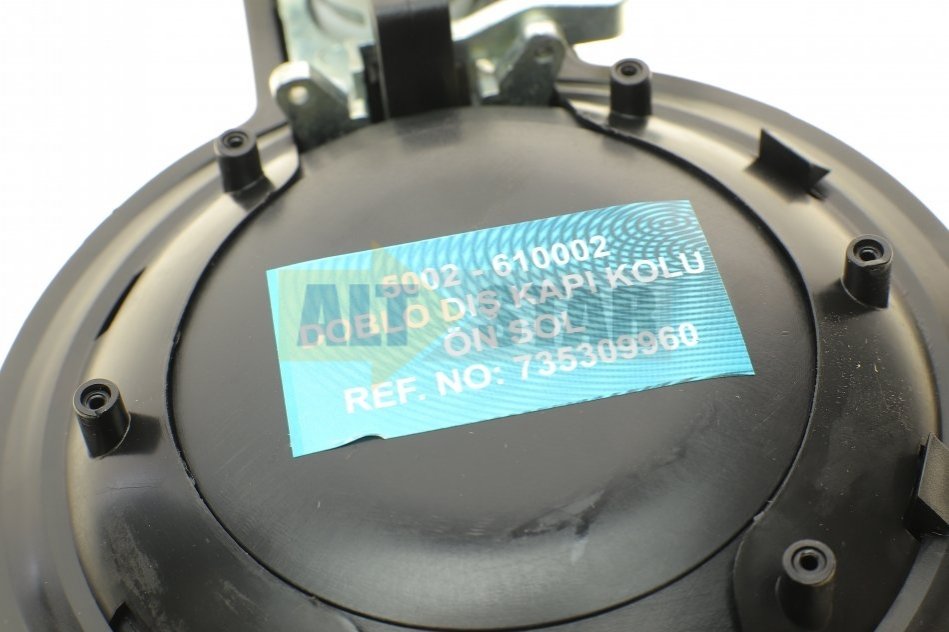 5002 - 610002
DOBLO DIŞ KAPI KOLU
ÖN SOL
REF. NO: 735309960